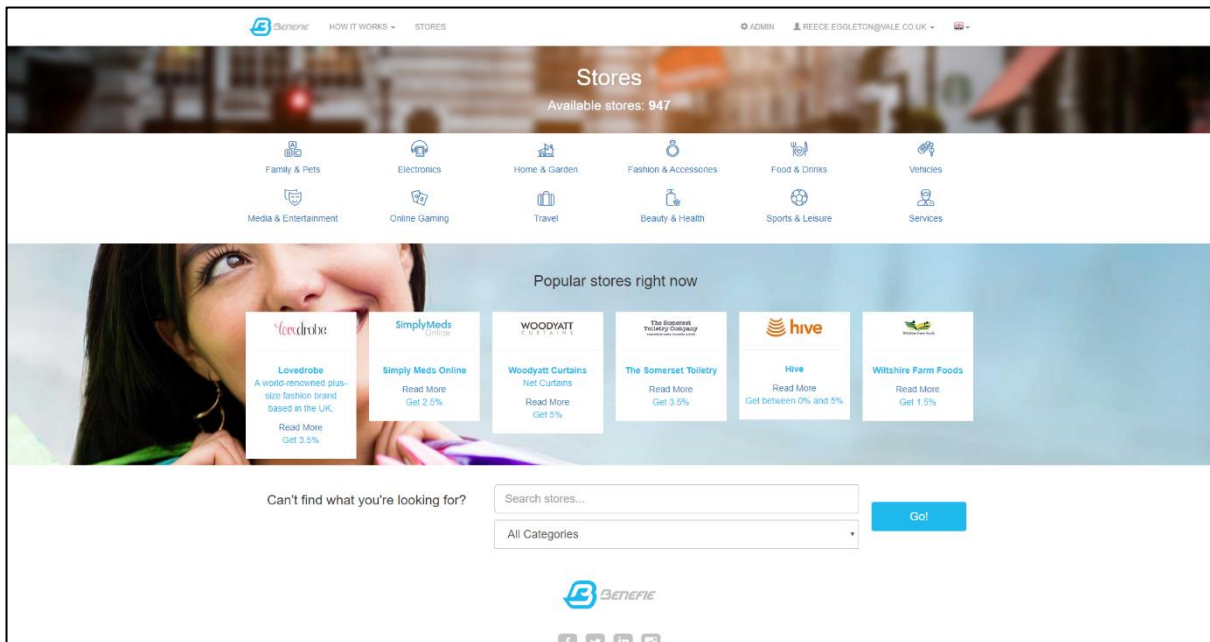 BENEFIE HOW IT WORKS STORES ADMIN REECE.EGGLETON@VALE.CO.UK
Stores
Available stores: 947
Family & Pets Electronics Home & Garden Fashion & Accessories Food & Drinks Vehicles
Media & Entertainment Online Gaming Travel Beauty & Health Sports & Leisure Services
Popular stores right now
Lovedrobe
Lovedrobe
A world-renowned plus-
size fashion brand
based in the UK.
Read More
Get 3.5%
SimplyMeds
Online
Simply Meds Online
Read More
Get 2.5%
WOODYATT
CURTAINS
Woodyatt Curtains
Net Curtains
Read More
Get 5%
The Somerset
Toiletry Company
The Somerset Toiletry
Read More
Get 3.5%
hive
Hive
Read More
Get between 0% and 5%
Wiltshire Farm Foods
Wiltshire Farm Foods
Read More
Get 1.5%
Can't find what you're looking for?
Search stores...
All Categories
Go!
BENEFIE